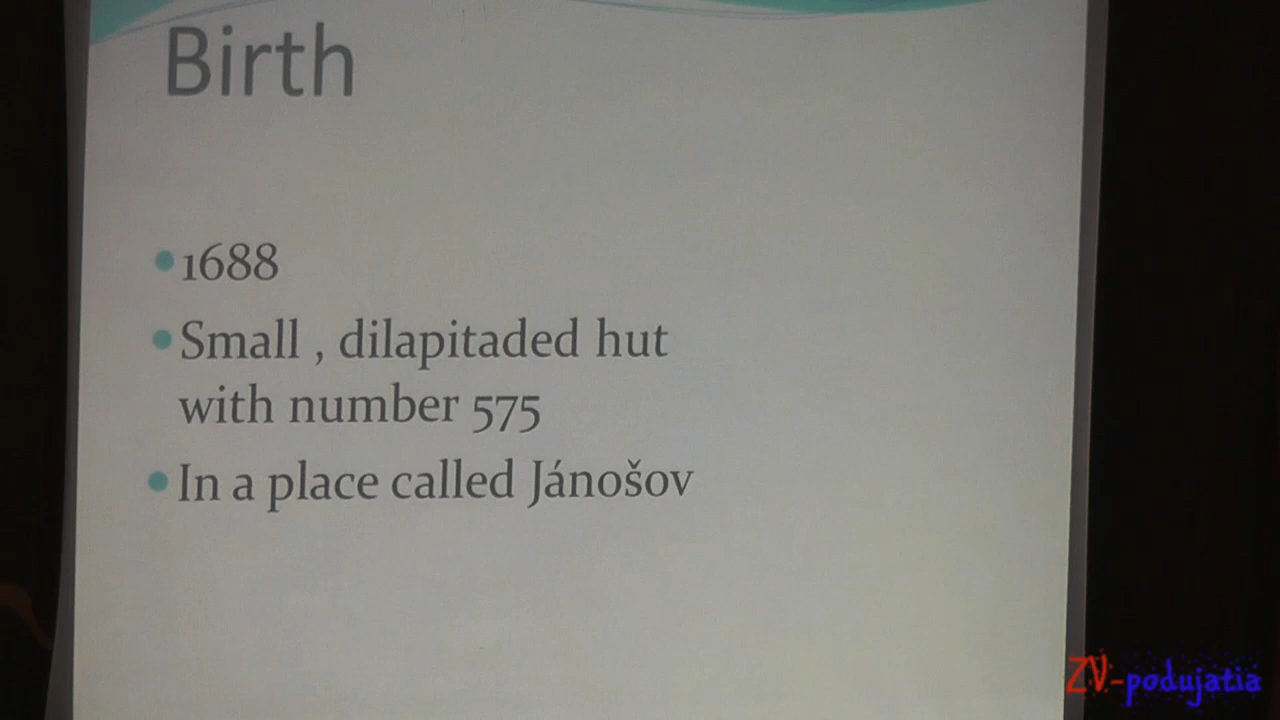 Birth
•1688
•Small , dilapitaded hut
with number 575
•In a place called Jánošov
ZV-podujatia